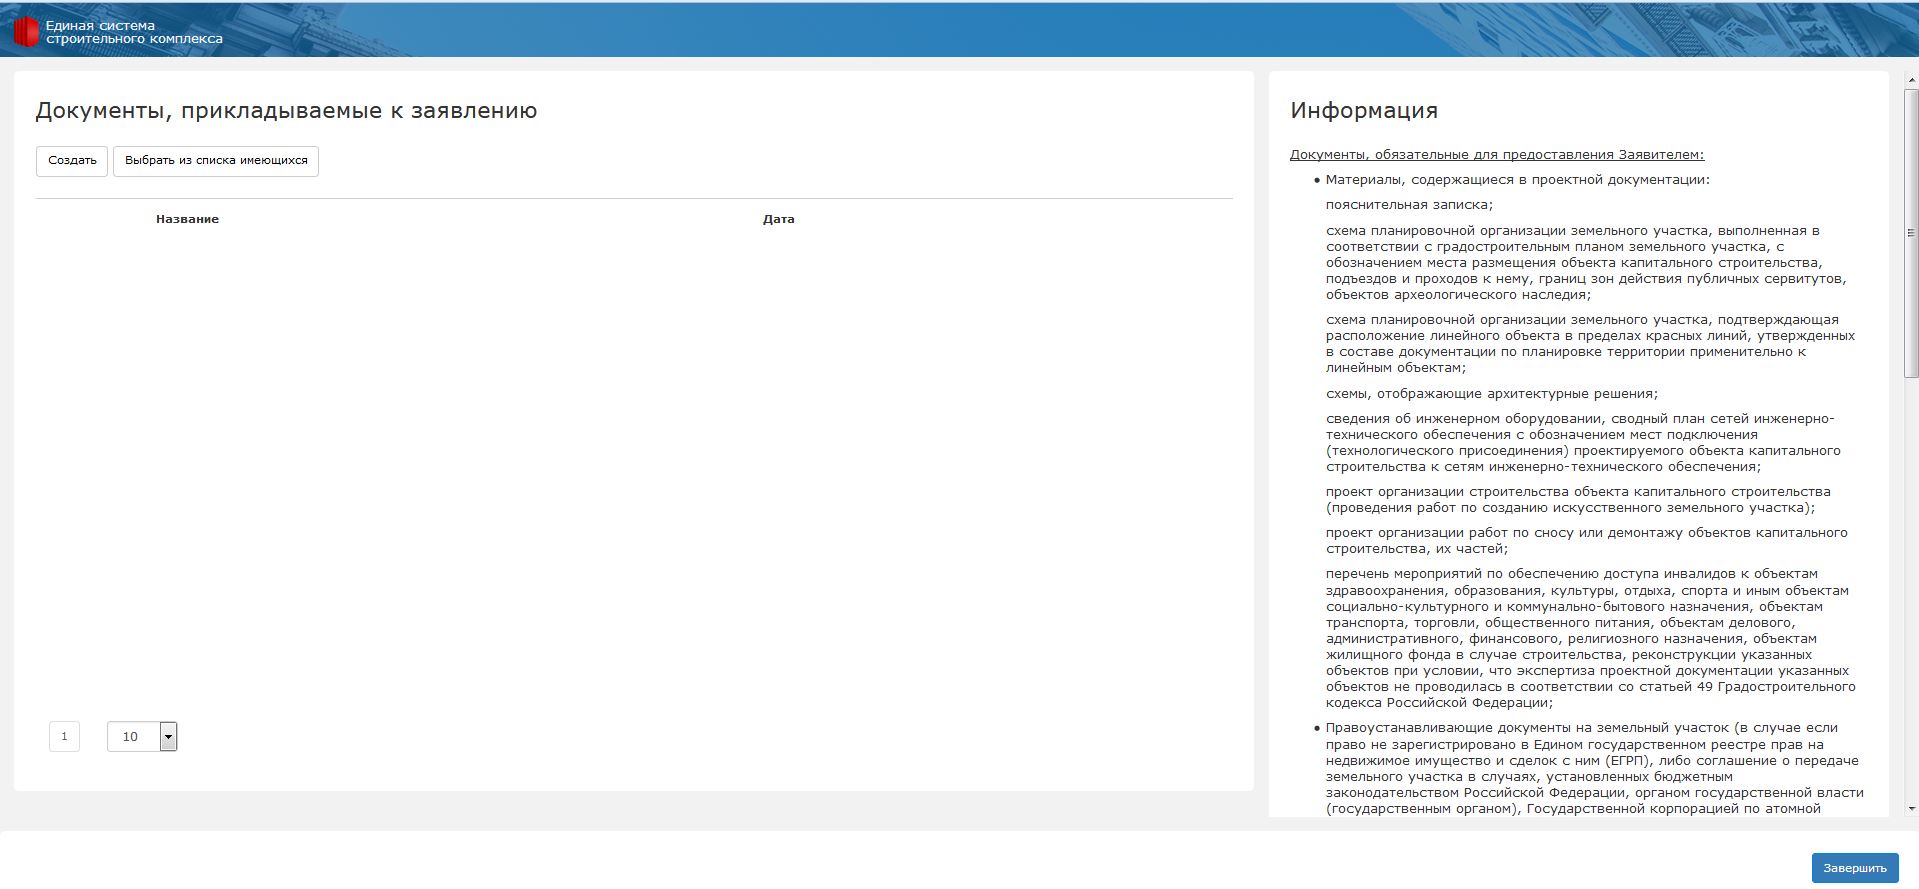 Единая система
строительного комплекса
Документы, прикладываемые к заявлению
Создать
Выбрать из списка имеющихся
Название
Дата
1
10
Информация
Документы, обязательные для предоставления Заявителем:
• Материалы, содержащиеся в проектной документации:
пояснительная записка;
схема планировочной организации земельного участка, выполненная в
соответствии с градостроительным планом земельного участка, с
обозначением места размещения объекта капитального строительства,
подъездов и проходов к нему, границ зон действия публичных сервитутов,
объектов археологического наследия;
схема планировочной организации земельного участка, подтверждающая
расположение линейного объекта в пределах красных линий, утвержденных
в составе документации по планировке территории применительно к
линейным объектам;
схемы, отображающие архитектурные решения;
сведения об инженерном оборудовании, сводный план сетей инженерно-
технического обеспечения с обозначением мест подключения
(технологического присоединения) проектируемого объекта капитального
строительства к сетям инженерно-технического обеспечения;
проект организации строительства объекта капитального строительства
(проведения работ по созданию искусственного земельного участка);
проект организации работ по сносу или демонтажу объектов капитального
строительства, их частей;
перечень мероприятий по обеспечению доступа инвалидов к объектам
здравоохранения, образования, культуры, отдыха, спорта и иным объектам
социально-культурного и коммунально-бытового назначения, объектам
транспорта, торговли, общественного питания, объектам делового,
административного, финансового, религиозного назначения, объектам
жилищного фонда в случае строительства, реконструкции указанных
объектов при условии, что экспертиза проектной документации указанных
объектов не проводилась в соответствии со статьей 49 Градостроительного
кодекса Российской Федерации;
• Правоустанавливающие документы на земельный участок (в случае если
право не зарегистрировано в Едином государственном реестре прав на
недвижимое имущество и сделок с ним (ЕГРП), либо соглашение о передаче
земельного участка в случаях, установленных бюджетным
законодательством Российской Федерации, органом государственной власти
(государственным органом), Государственной корпорацией по атомной
Завершить